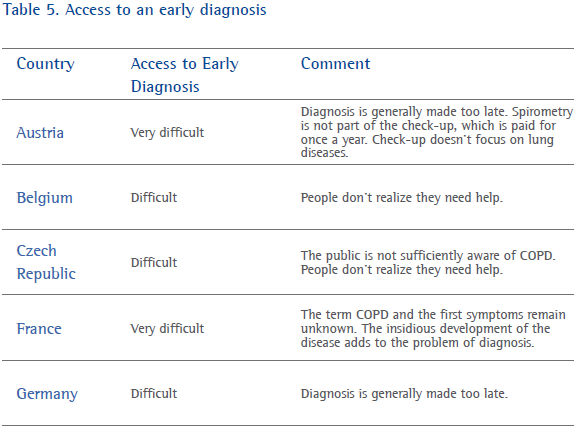 Table 5. Access to an early diagnosis
Country Access to Early Diagnosis Comment
Austria Very difficult Diagnosis is generally made too late. Spirometry
is not part of the check-up, which is paid for
once a year. Check-up doesn't focus on lung
diseases.
Belgium Difficult People don't realize they need help.
Czech Republic Difficult The public is not sufficiently aware of COPD.
People don't realize they need help.
France Very difficult The term COPD and the first symptoms remain
unknown. The insidious development of the
disease adds to the problem of diagnosis.
Germany Difficult Diagnosis is generally made too late.